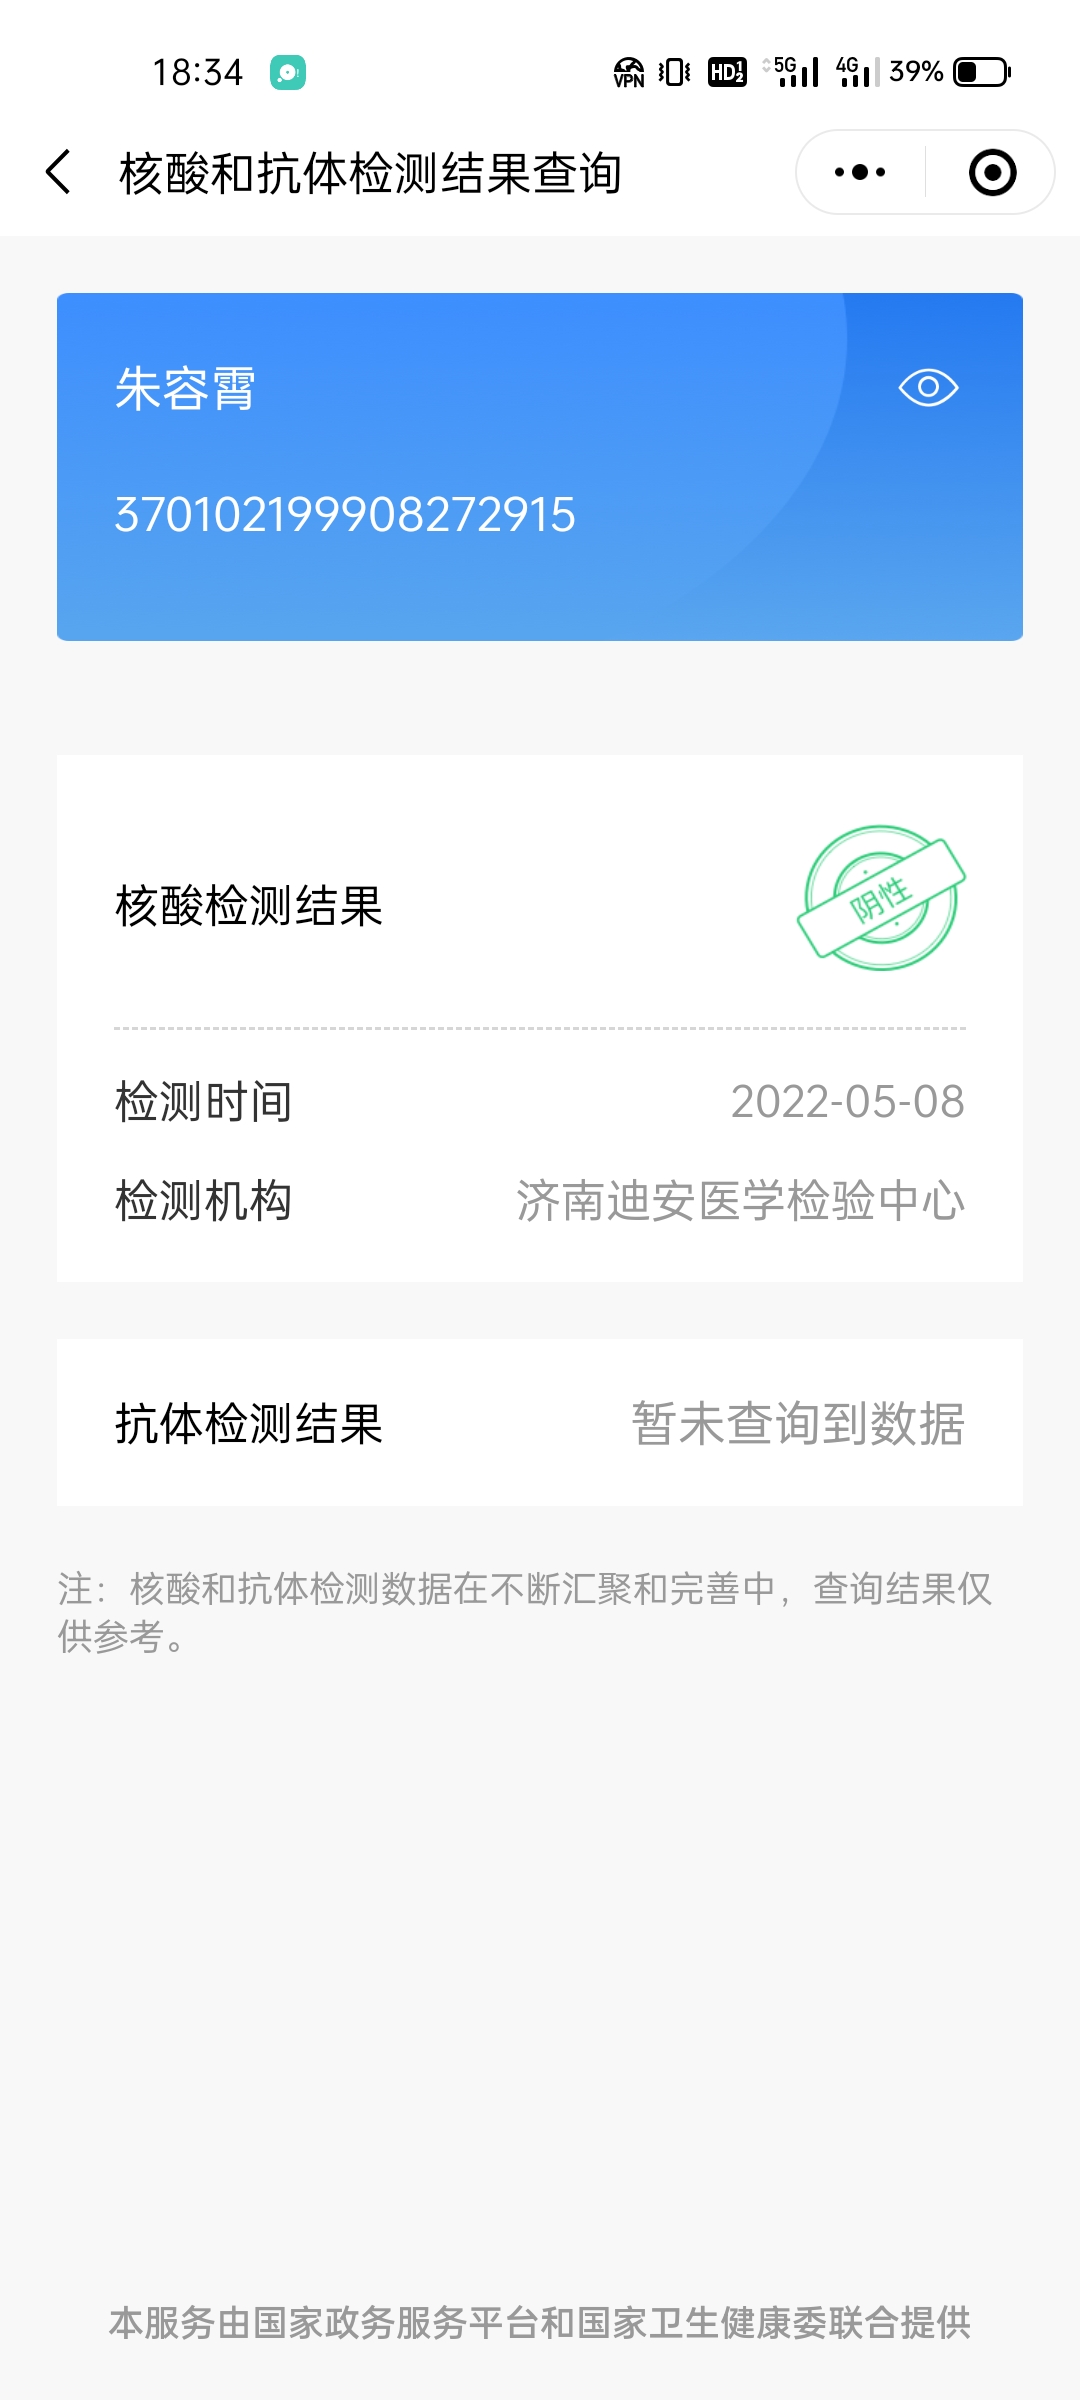 18:34
VPN HD 1 2 5G 4G 39%
核酸和抗体检测结果查询
朱容霄
370102199908272915
核酸检测结果
阴性
检测时间 2022-05-08
检测机构 济南迪安医学检验中心
抗体检测结果 暂未查询到数据
注：核酸和抗体检测数据在不断汇聚和完善中，查询结果仅
供参考。
本服务由国家政务服务平台和国家卫生健康委联合提供